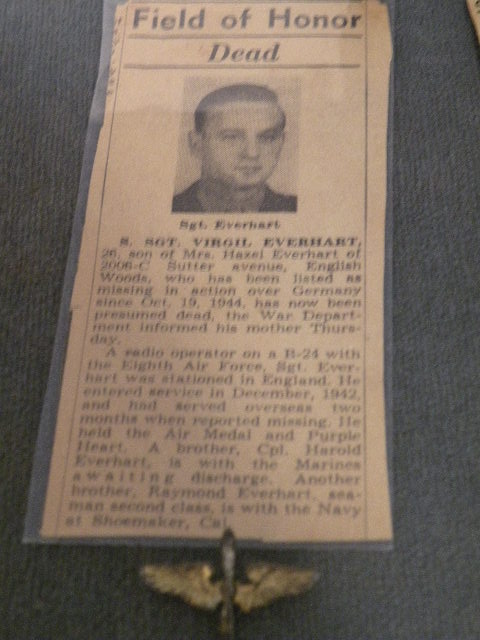 Field of Honor
Dead
Sgt. Everhart
S. SGT. VIRGIL EVERHART,
26, son of Mrs. Hazel Everhart of
2006-C Sutter avenue, English
Woods, who has been listed as
missing in action over Germany
since Oct. 19, 1944, has now been
presumed dead, the War Depart-
ment informed his mother Thurs-
day.
A radio operator on a B-24 with
the Eighth Air Force, Sgt. Ever-
hart was stationed in England. He
entered service in December, 1942,
and had served overseas two
months when reported missing. He
held the Air Medal and Purple
Heart. A brother, Cpl. Harold
Everhart, is with the Marines
awaiting discharge. Another
brother, Raymond Everhart, sea-
man second class, is with the Navy
at Shoemaker, Cal